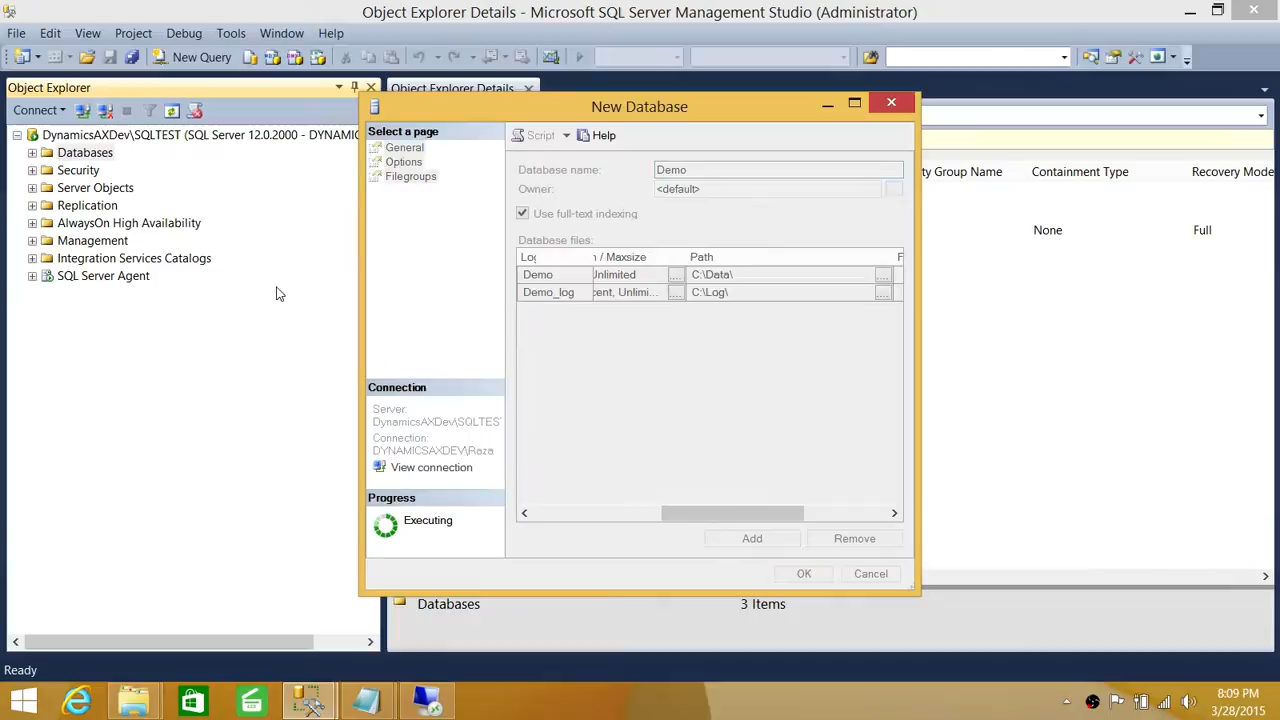 Object Explorer Details - Microsoft SQL Server Management Studio (Administrator)
File Edit View Project Debug Tools Window Help
New Query
Object Explorer
Object Explorer Details
Connect
DynamicsAXDev\SQLTEST (SQL Server 12.0.2000 - DYNAMIC
Databases
Security
Server Objects
Replication
AlwaysOn High Availability
Management
Integration Services Catalogs
SQL Server Agent
New Database
Select a page
General
Options
Filegroups
Script
Help
Database name: Demo
Owner: <default>
Use full-text indexing
Database files:
Path F
Demo Unlimited ... C:\Data\ ...
Demo_log cent, Unlimi... ... C:\Log\ ...
Connection
Server:
DynamicsAXDev\SQLTES
Connection:
DYNAMICSAXDEV\Raza
View connection
Progress
Executing
Add Remove
OK Cancel
ty Group Name Containment Type Recovery Mode
None Full
Databases 3 Items
Ready
8:09 PM
3/28/2015